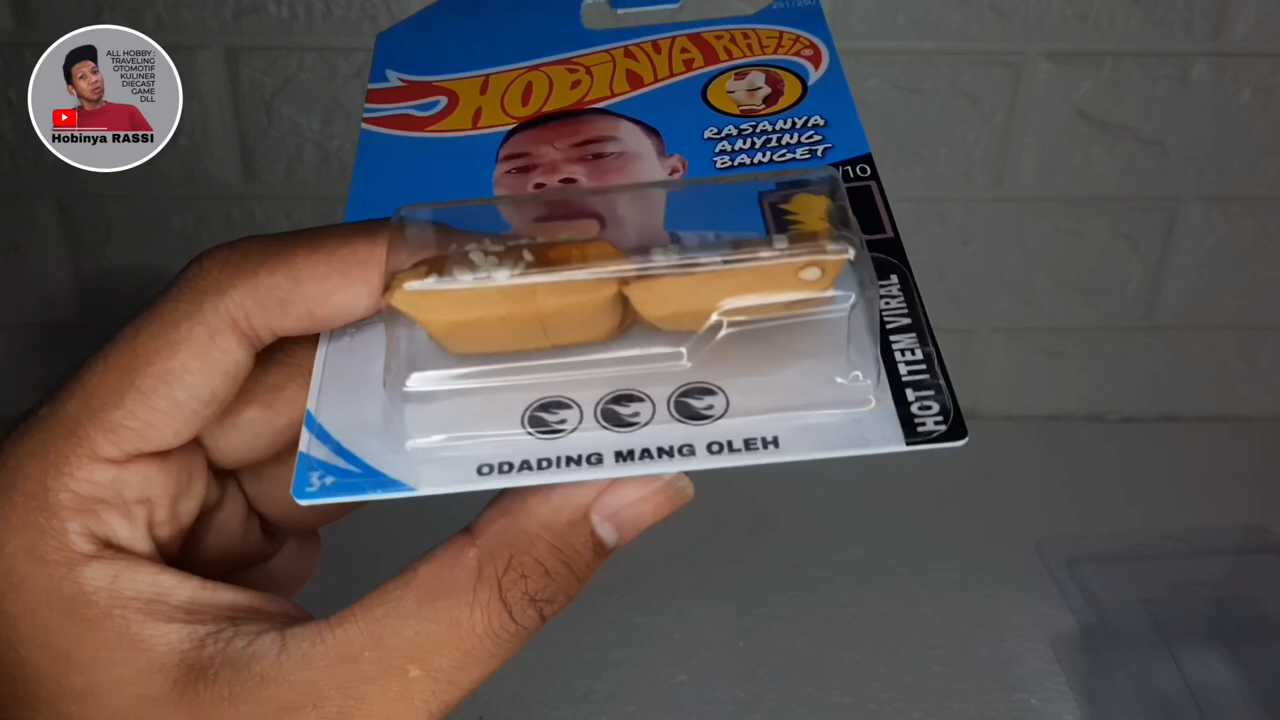 ALL HOBBY :
TRAVELING
OTOMOTIF
KULINER
DIECAST
GAME
DLL.
Hobinya RASSI
HOBINYA RASSI
RASANYA
ANYING
BANGET
/10
HOT ITEM VIRAL
ODADING MANG OLEH
3+